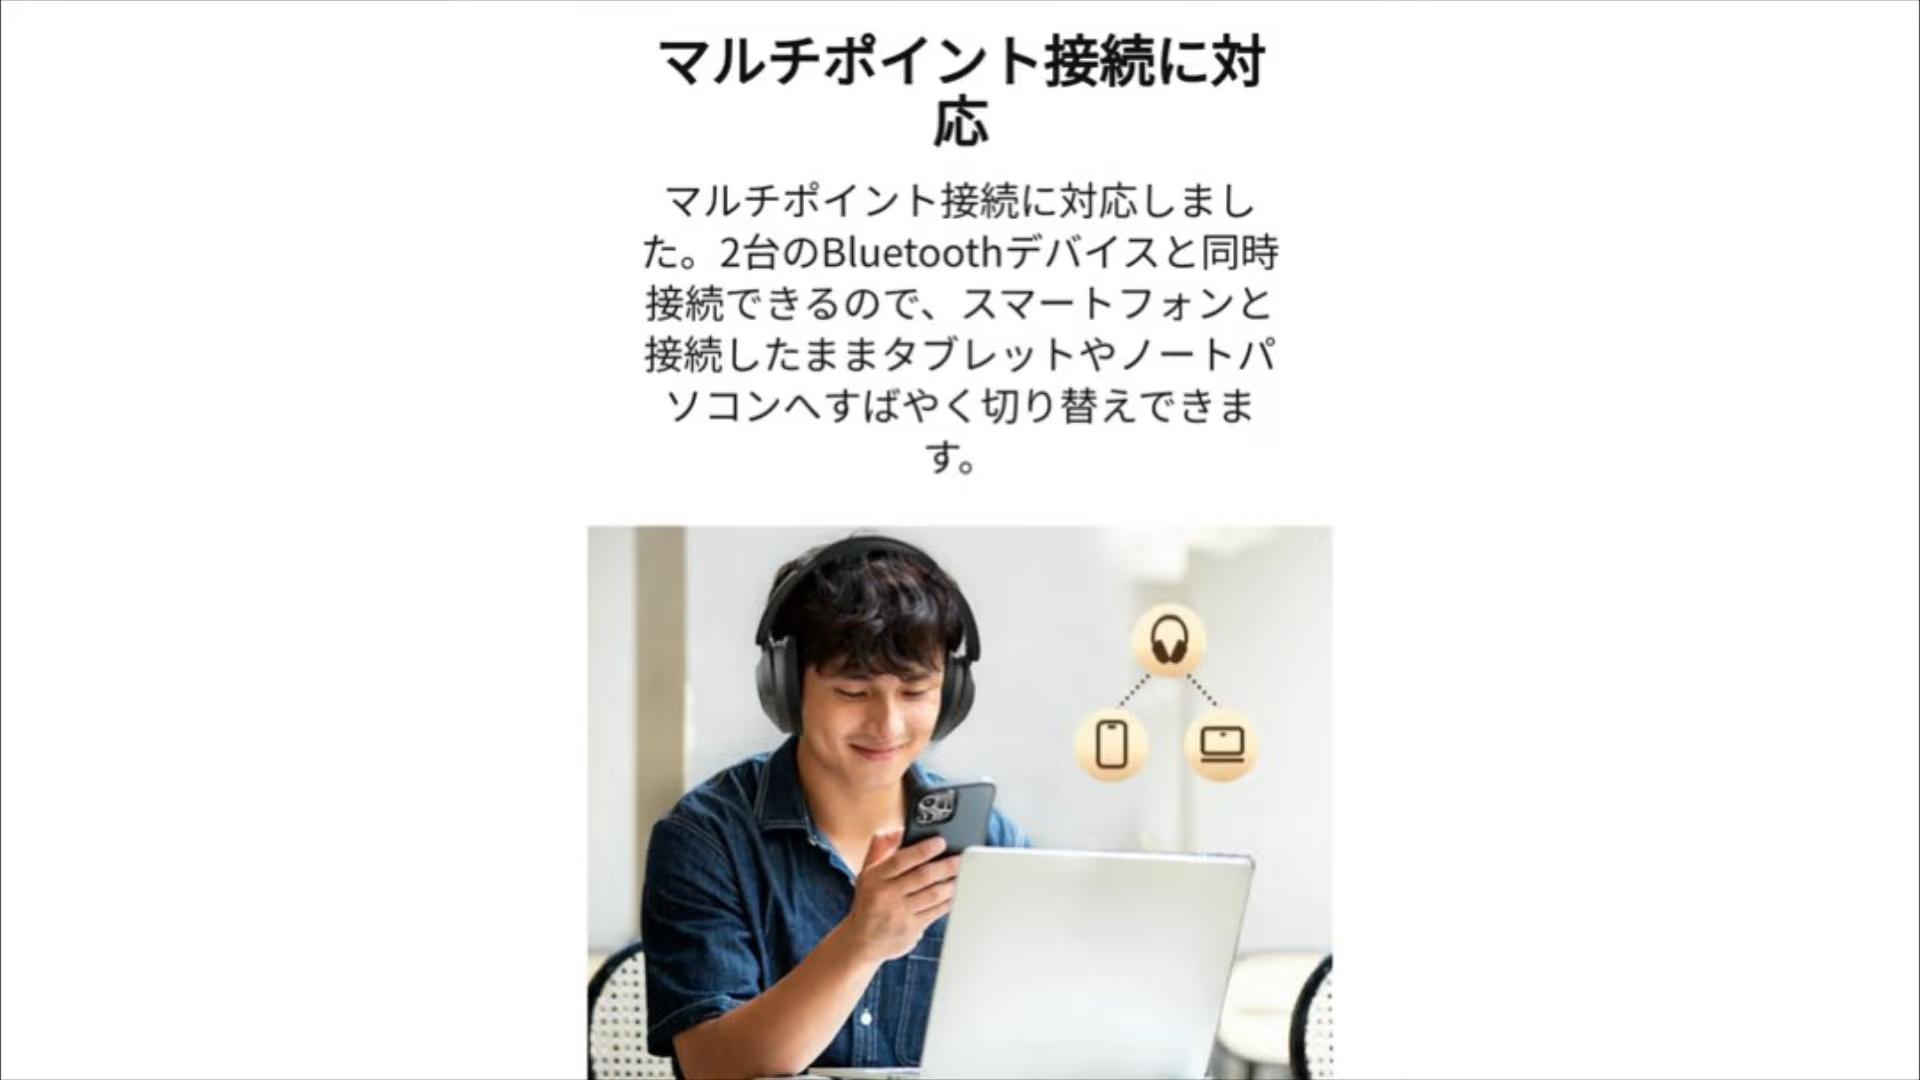 マルチポイント接続に対
応
マルチポイント接続に対応しまし
た。2台のBluetoothデバイスと同時
接続できるので、スマートフォンと
接続したままタブレットやノートパ
ソコンへすばやく切り替えできま
す。